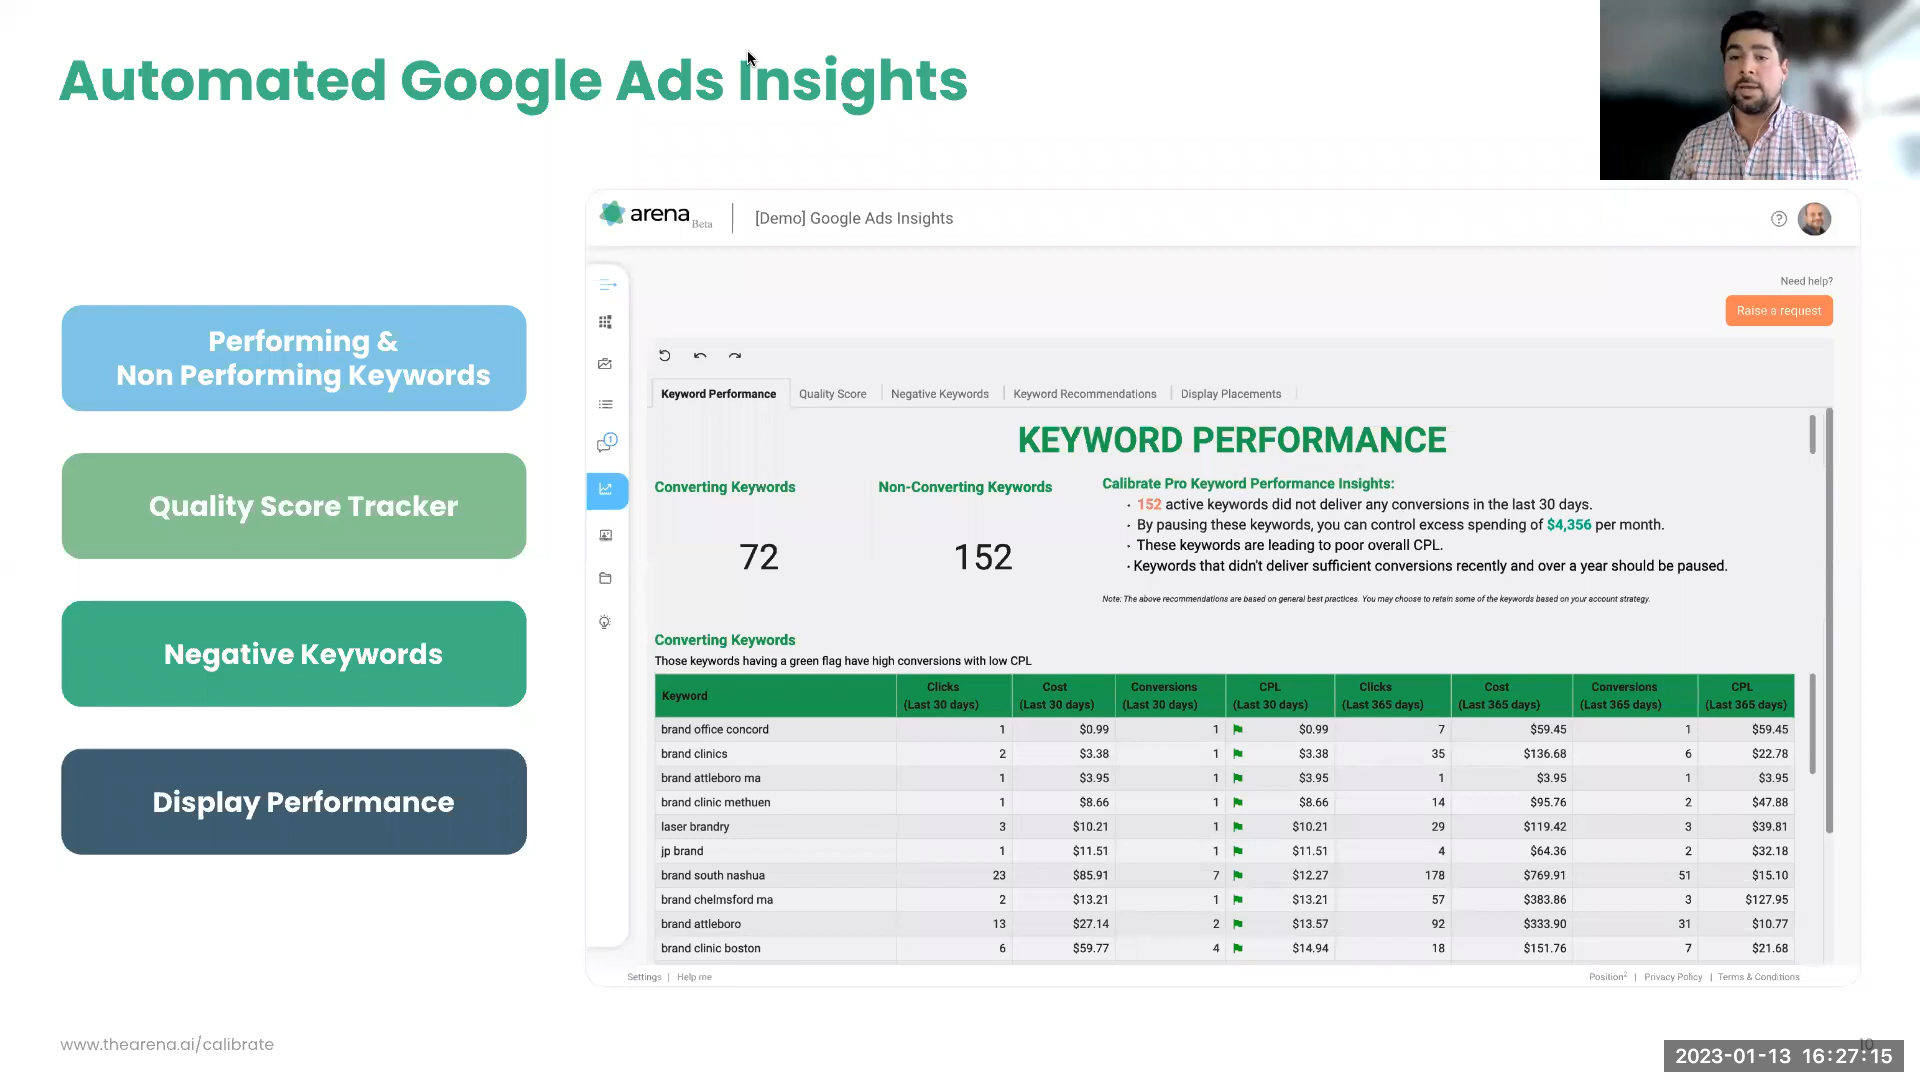 Automated Google Ads Insights
Performing &
Non Performing Keywords
Quality Score Tracker
Negative Keywords
Display Performance
arena Beta
[Demo] Google Ads Insights
Need help?
Raise a request
1
Keyword Performance
Quality Score
Negative Keywords
Keyword Recommendations
Display Placements
KEYWORD PERFORMANCE
Converting Keywords
72
Non-Converting Keywords
152
Calibrate Pro Keyword Performance Insights:
· 152 active keywords did not deliver any conversions in the last 30 days.
· By pausing these keywords, you can control excess spending of $4,356 per month.
· These keywords are leading to poor overall CPL.
· Keywords that didn't deliver sufficient conversions recently and over a year should be paused.
Note: The above recommendations are based on general best practices. You may choose to retain some of the keywords based on your account strategy.
Converting Keywords
Those keywords having a green flag have high conversions with low CPL
Keyword Clicks (Last 30 days) Cost (Last 30 days) Conversions (Last 30 days) CPL (Last 30 days) Clicks (Last 365 days) Cost (Last 365 days) Conversions (Last 365 days) CPL (Last 365 days)
brand office concord 1 $0.99 1 $0.99 7 $59.45 1 $59.45
brand clinics 2 $3.38 1 $3.38 35 $136.68 6 $22.78
brand attleboro ma 1 $3.95 1 $3.95 1 $3.95 1 $3.95
brand clinic methuen 1 $8.66 1 $8.66 14 $95.76 2 $47.88
laser brandry 3 $10.21 1 $10.21 29 $119.42 3 $39.81
jp brand 1 $11.51 1 $11.51 4 $64.36 2 $32.18
brand south nashua 23 $85.91 7 $12.27 178 $769.91 51 $15.10
brand chelmsford ma 2 $13.21 1 $13.21 57 $383.86 3 $127.95
brand attleboro 13 $27.14 2 $13.57 92 $333.90 31 $10.77
brand clinic boston 6 $59.77 4 $14.94 18 $151.76 7 $21.68
Settings | Help me
Position² | Privacy Policy | Terms & Conditions
www.thearena.ai/calibrate
10
2023-01-13 16:27:15